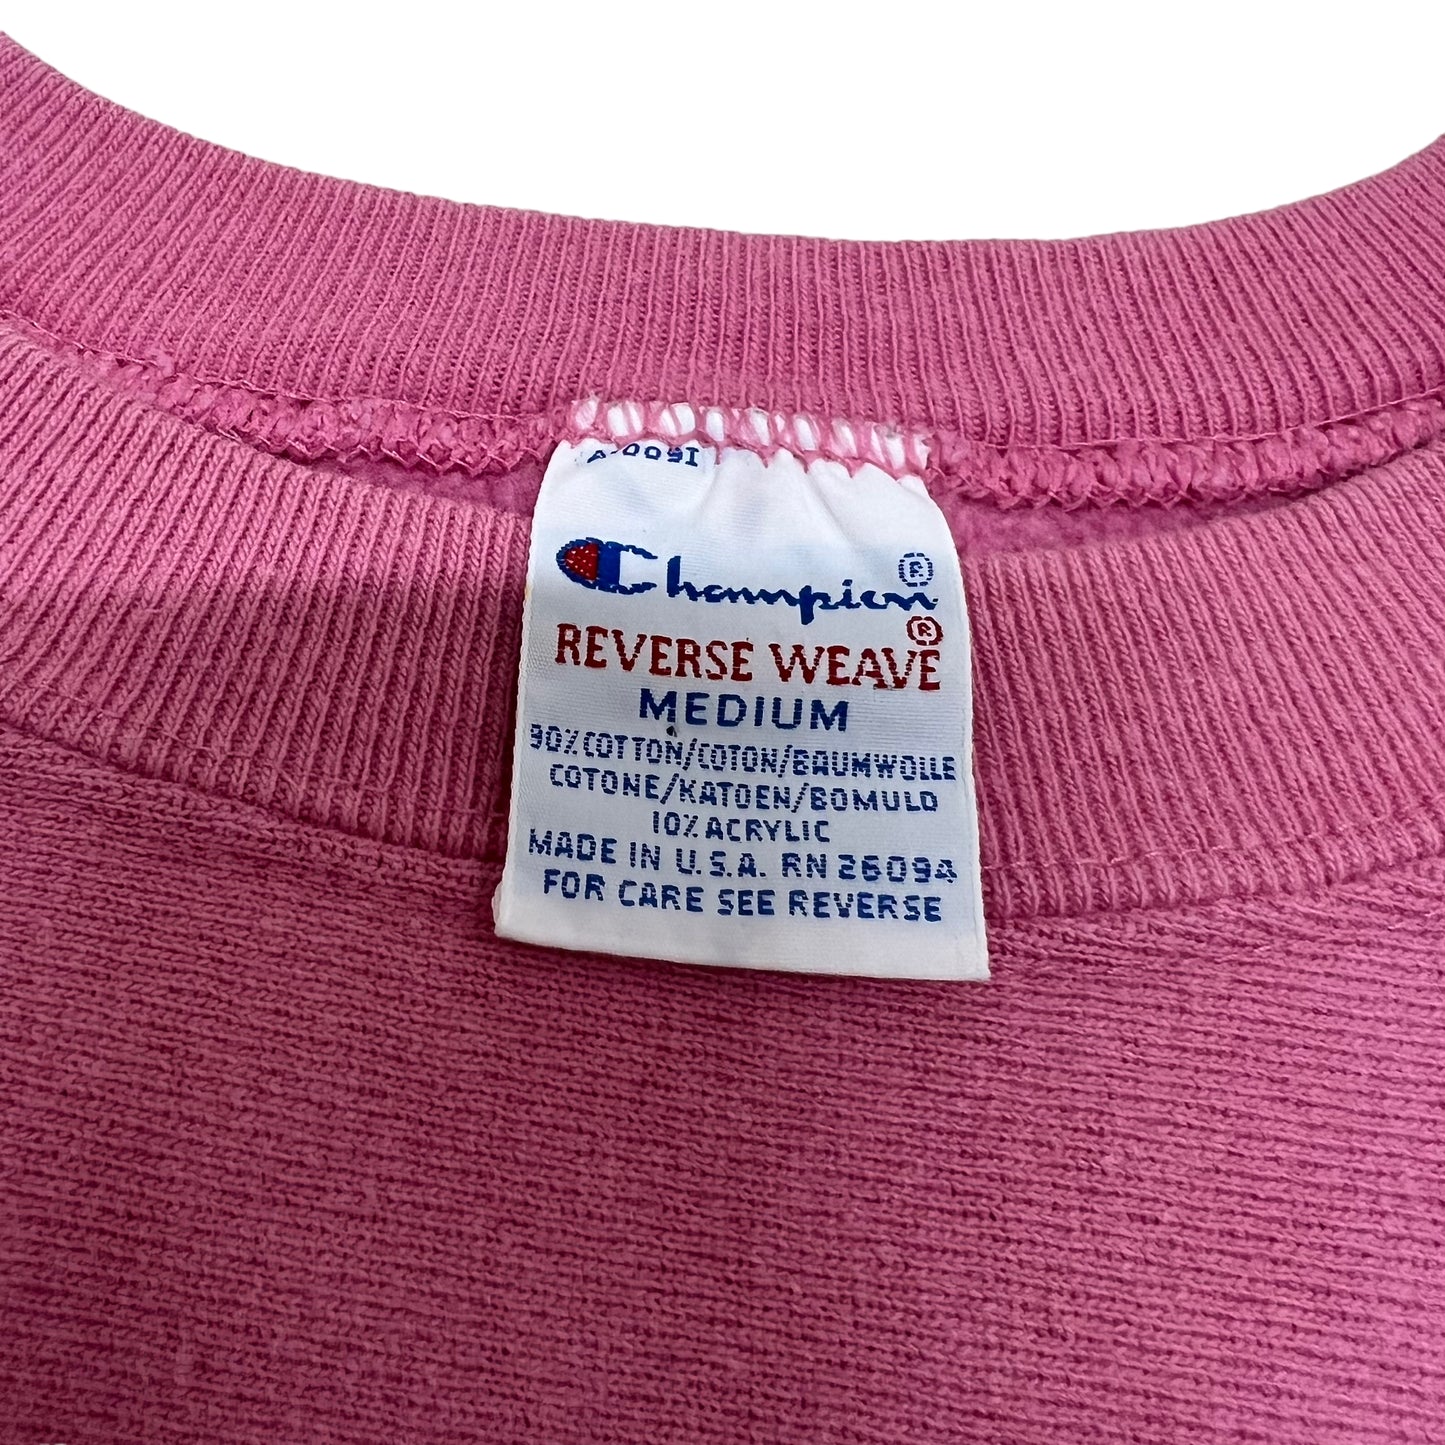 A-0091
Champion®
REVERSE WEAVE®
MEDIUM
90% COTTON/COTON/BAUMWOLLE
COTONE/KATOEN/BOMULD
10% ACRYLIC
MADE IN U.S.A. RN 26094
FOR CARE SEE REVERSE